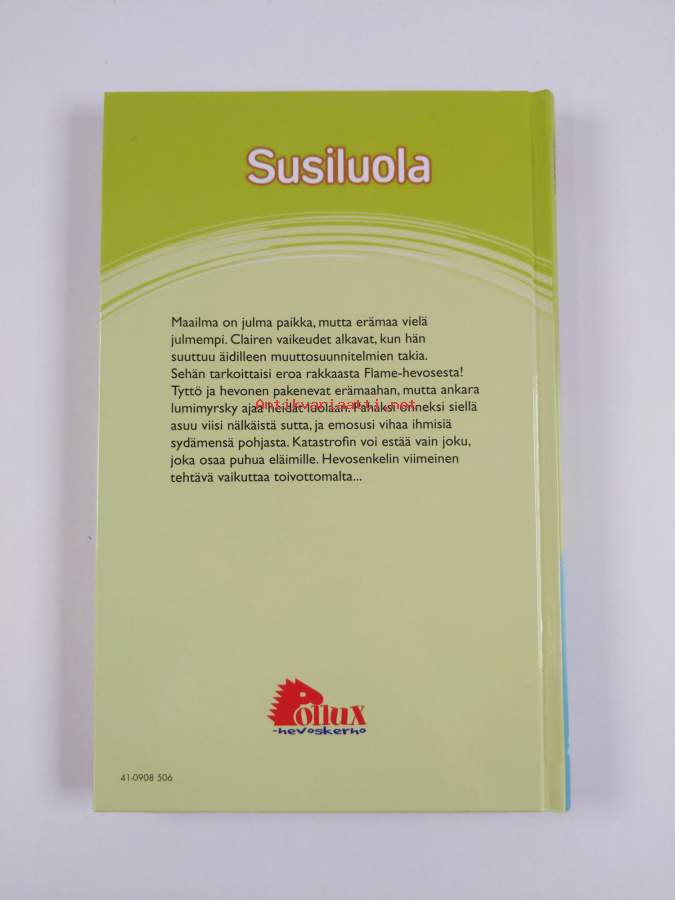 Susiluola
Maailma on julma paikka, mutta erämaa vielä
julmempi. Clairen vaikeudet alkavat, kun hän
suuttuu äidilleen muuttosuunnitelmien takia.
Sehän tarkoittaisi eroa rakkaasta Flame-hevosesta!
Tyttö ja hevonen pakenevat erämaahan, mutta ankara
lumimyrsky ajaa heidät luolaan. Pahaksi onneksi siellä
asuu viisi nälkäistä sutta, ja emosusi vihaa ihmisiä
sydämensä pohjasta. Katastrofin voi estää vain joku,
joka osaa puhua eläimille. Hevosenkelin viimeinen
tehtävä vaikuttaa toivottomalta...
Antikvariaatti.net
Pollux
-hevoskerho
41-0908 506